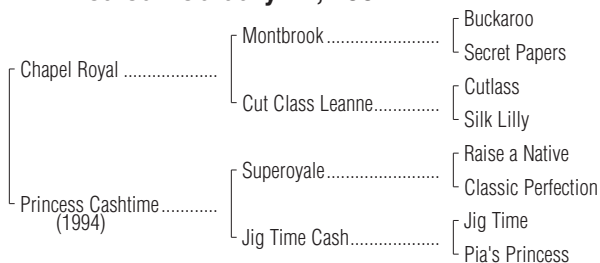 Buckaroo
Montbrook ........................
Secret Papers
Chapel Royal ....................
Cutlass
Cut Class Leanne..............
Silk Lilly
Raise a Native
Superoyale ........................
Classic Perfection
Princess Cashtime............
(1994)
Jig Time
Jig Time Cash...................
Pia's Princess